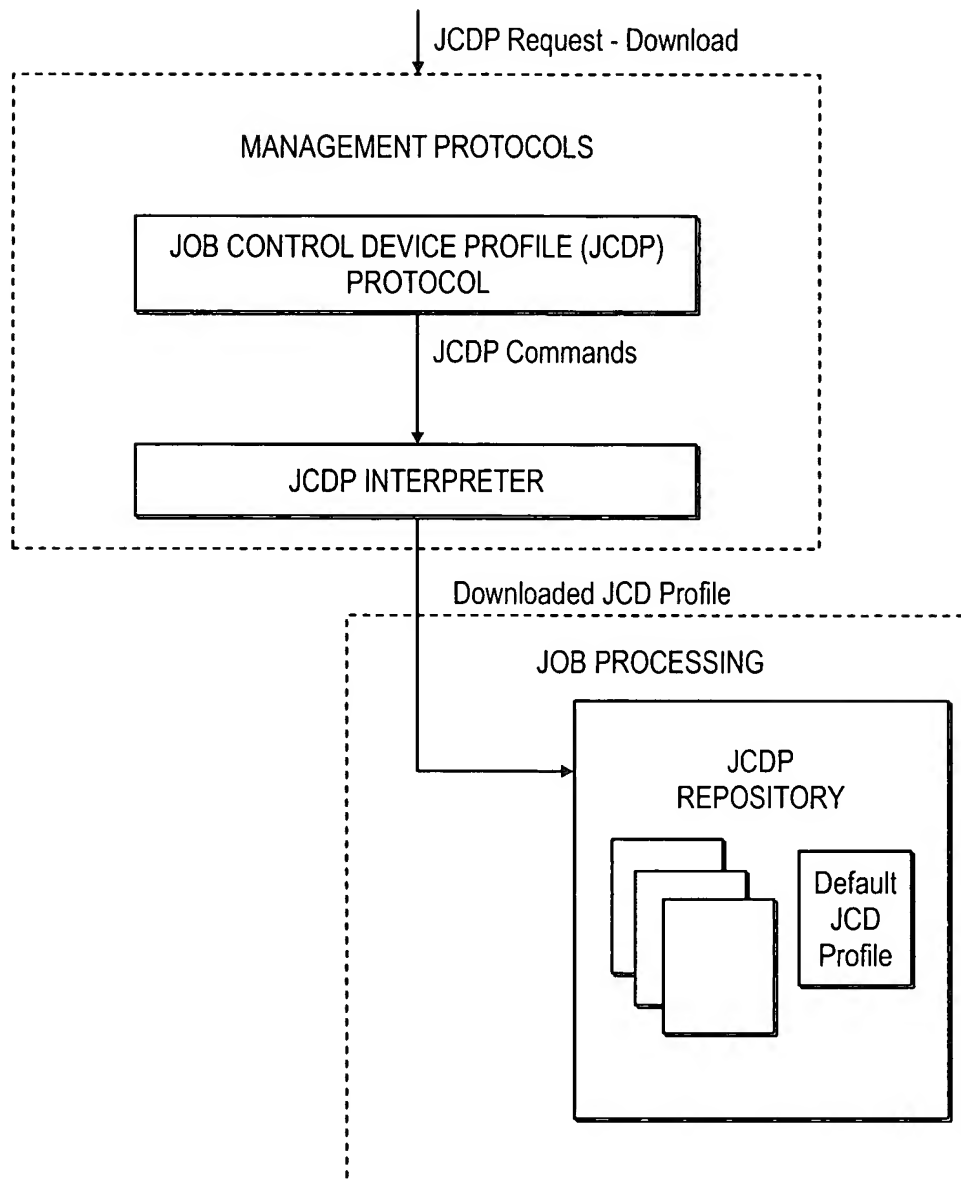 JCDP Request - Download
MANAGEMENT PROTOCOLS
JOB CONTROL DEVICE PROFILE (JCDP)
PROTOCOL
JCDP Commands
JCDP INTERPRETER
Downloaded JCD Profile
JOB PROCESSING
JCDP
REPOSITORY
Default
JCD
Profile